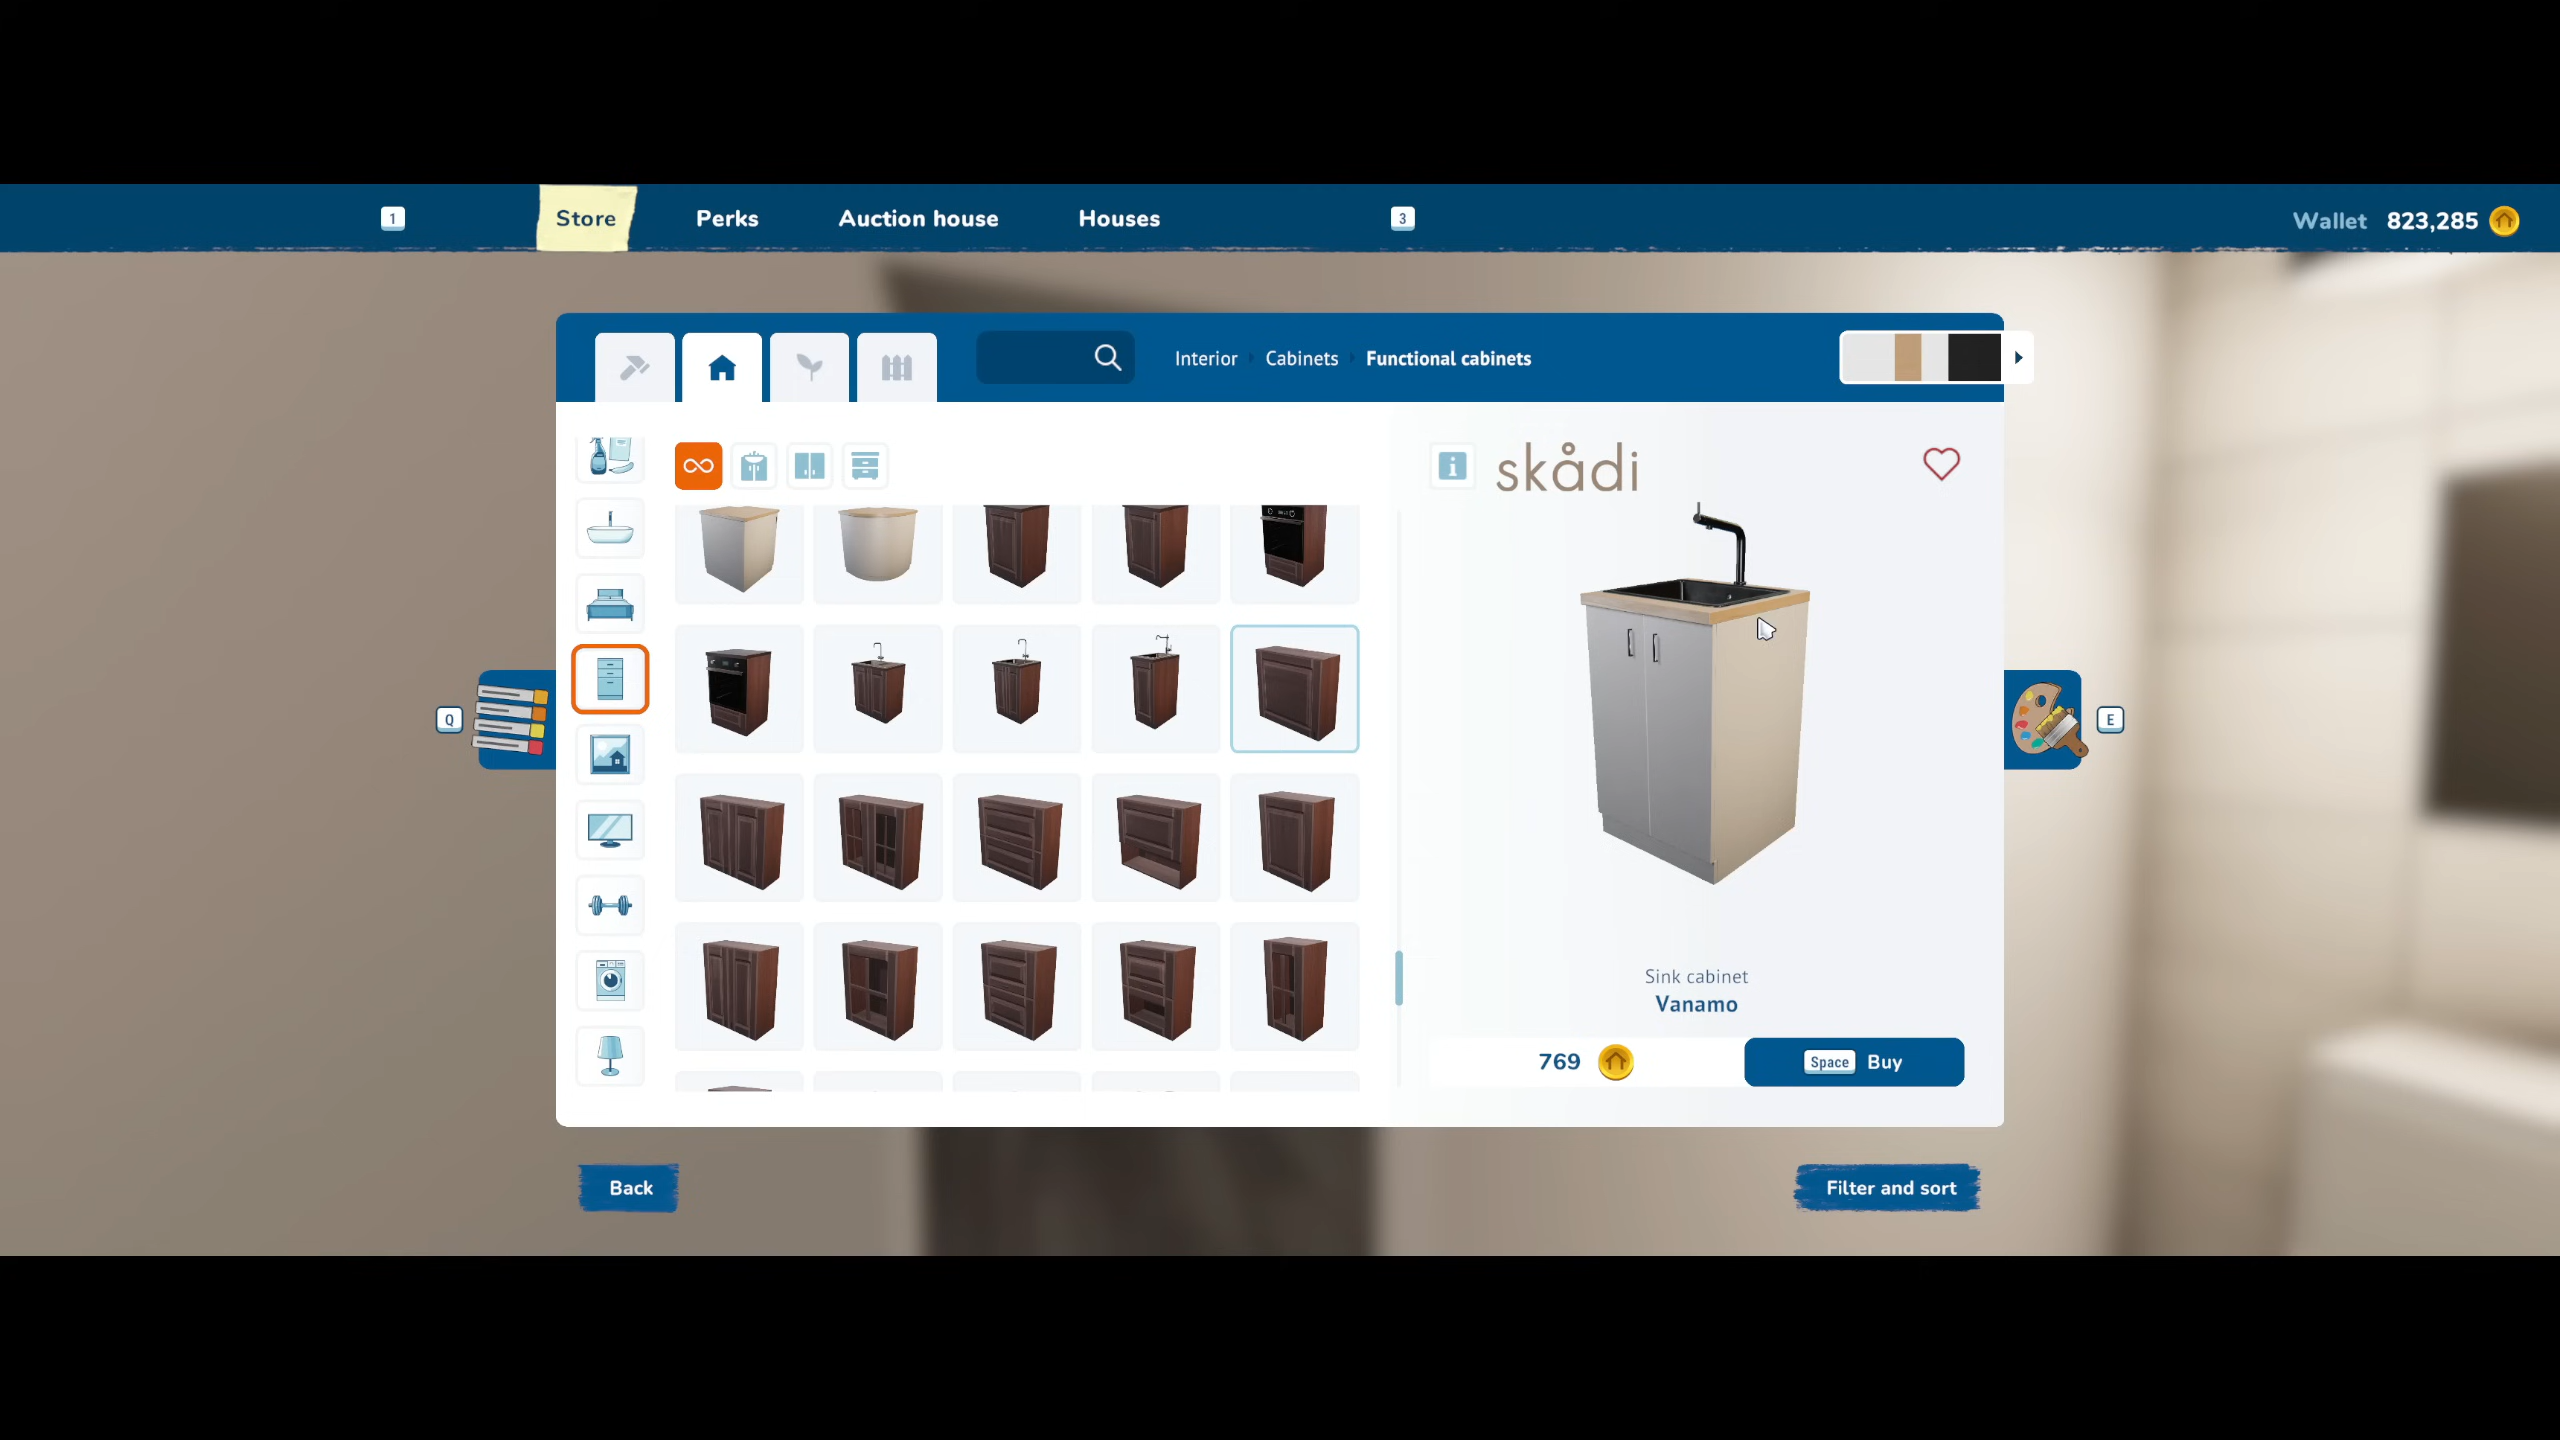 1
Store
Perks
Auction house
Houses
3
Wallet 823,285
Interior
Cabinets
Functional cabinets
skådi
Q
E
Sink cabinet
Vanamo
769
Space Buy
Back
Filter and sort